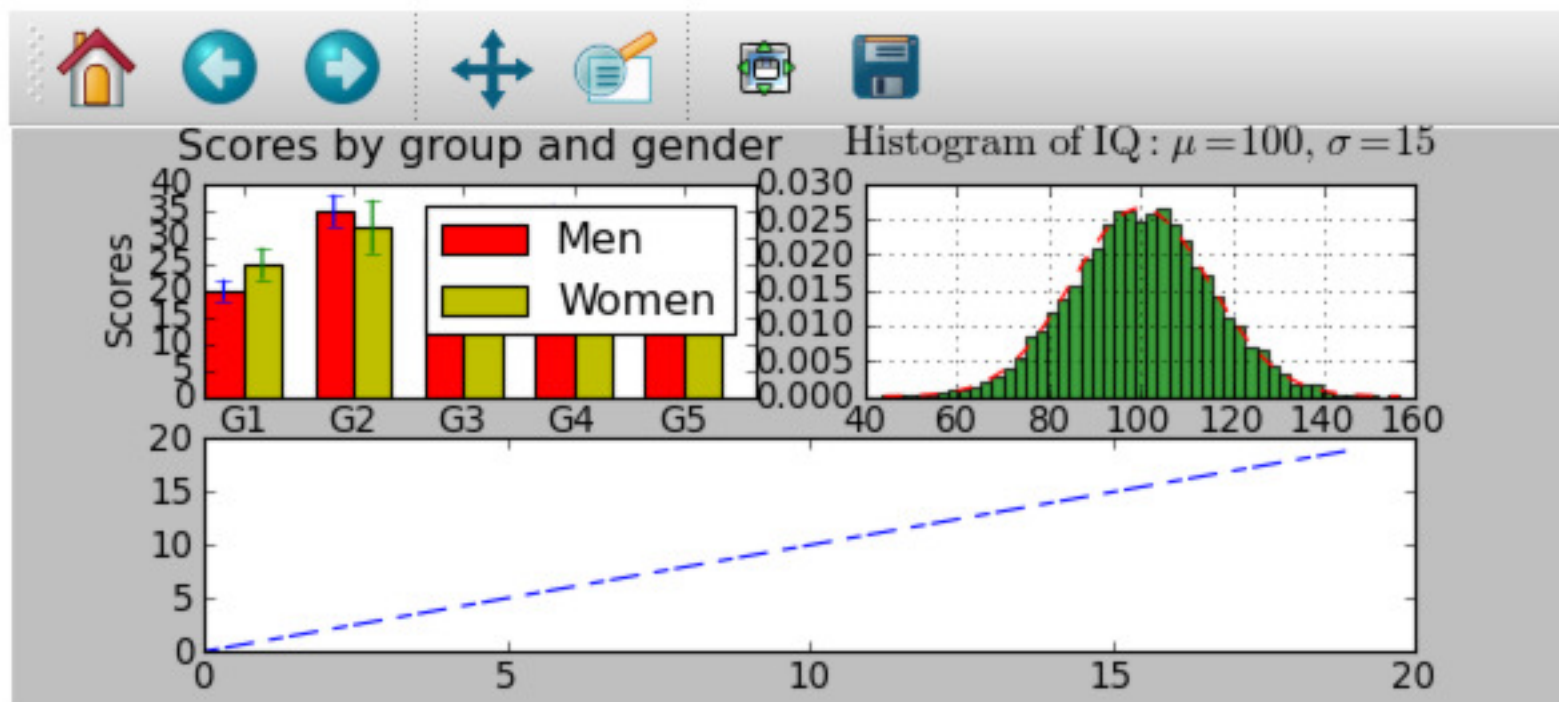 Scores by group and gender
Scores
40
35
30
25
20
15
10
5
0
G1 G2 G3 G4 G5
Men
Women
Histogram of IQ : μ=100, σ=15
0.030
0.025
0.020
0.015
0.010
0.005
0.000
40 60 80 100 120 140 160
20
15
10
5
0
0 5 10 15 20